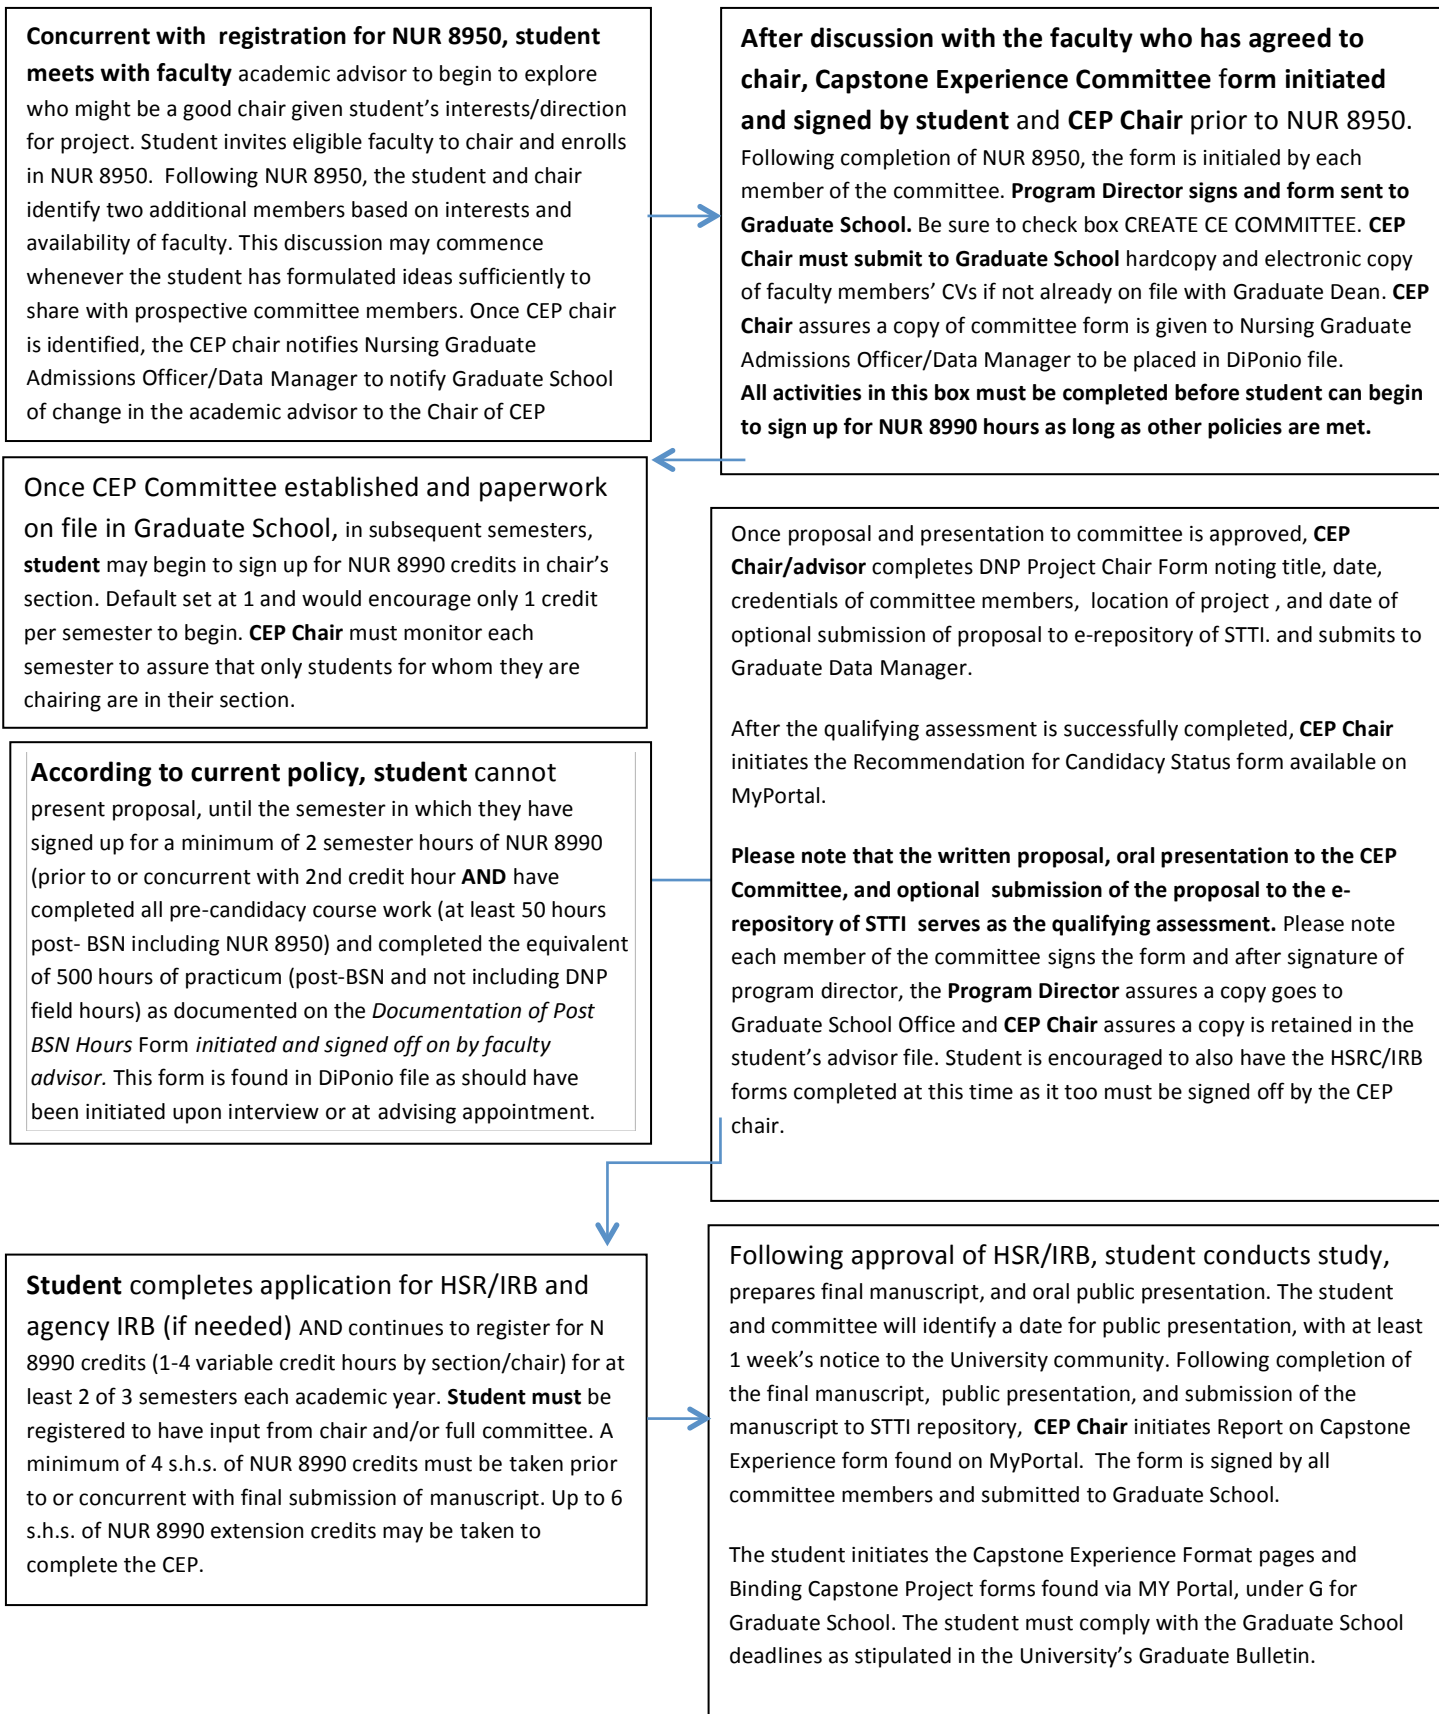 Concurrent with  registration for NUR 8950, student
meets with faculty academic advisor to begin to explore
who might be a good chair given student’s interests/direction
for project. Student invites eligible faculty to chair and enrolls
in NUR 8950.  Following NUR 8950, the student and chair
identify two additional members based on interests and
availability of faculty. This discussion may commence
whenever the student has formulated ideas sufficiently to
share with prospective committee members. Once CEP chair
is identified, the CEP chair notifies Nursing Graduate
Admissions Officer/Data Manager to notify Graduate School
of change in the academic advisor to the Chair of CEP
After discussion with the faculty who has agreed to
chair, Capstone Experience Committee form initiated
and signed by student and CEP Chair prior to NUR 8950.
Following completion of NUR 8950, the form is initialed by each
member of the committee. Program Director signs and form sent to
Graduate School. Be sure to check box CREATE CE COMMITTEE. CEP
Chair must submit to Graduate School hardcopy and electronic copy
of faculty members’ CVs if not already on file with Graduate Dean. CEP
Chair assures a copy of committee form is given to Nursing Graduate
Admissions Officer/Data Manager to be placed in DiPonio file.
All activities in this box must be completed before student can begin
to sign up for NUR 8990 hours as long as other policies are met.
Once CEP Committee established and paperwork
on file in Graduate School, in subsequent semesters,
student may begin to sign up for NUR 8990 credits in chair’s
section. Default set at 1 and would encourage only 1 credit
per semester to begin. CEP Chair must monitor each
semester to assure that only students for whom they are
chairing are in their section.
According to current policy, student cannot
present proposal, until the semester in which they have
signed up for a minimum of 2 semester hours of NUR 8990
(prior to or concurrent with 2nd credit hour AND have
completed all pre-candidacy course work (at least 50 hours
post- BSN including NUR 8950) and completed the equivalent
of 500 hours of practicum (post-BSN and not including DNP
field hours) as documented on the Documentation of Post
BSN Hours Form initiated and signed off on by faculty
advisor. This form is found in DiPonio file as should have
been initiated upon interview or at advising appointment.
Once proposal and presentation to committee is approved, CEP
Chair/advisor completes DNP Project Chair Form noting title, date,
credentials of committee members,  location of project , and date of
optional submission of proposal to e-repository of STTI. and submits to
Graduate Data Manager.
After the qualifying assessment is successfully completed, CEP Chair
initiates the Recommendation for Candidacy Status form available on
MyPortal.
Please note that the written proposal, oral presentation to the CEP
Committee, and optional  submission of the proposal to the e-
repository of STTI  serves as the qualifying assessment. Please note
each member of the committee signs the form and after signature of
program director, the Program Director assures a copy goes to
Graduate School Office and CEP Chair assures a copy is retained in the
student’s advisor file. Student is encouraged to also have the HSRC/IRB
forms completed at this time as it too must be signed off by the CEP
chair.
Student completes application for HSR/IRB and
agency IRB (if needed) AND continues to register for N
8990 credits (1-4 variable credit hours by section/chair) for at
least 2 of 3 semesters each academic year. Student must be
registered to have input from chair and/or full committee. A
minimum of 4 s.h.s. of NUR 8990 credits must be taken prior
to or concurrent with final submission of manuscript. Up to 6
s.h.s. of NUR 8990 extension credits may be taken to
complete the CEP.
Following approval of HSR/IRB, student conducts study,
prepares final manuscript, and oral public presentation. The student
and committee will identify a date for public presentation, with at least
1 week’s notice to the University community. Following completion of
the final manuscript,  public presentation, and submission of the
manuscript to STTI repository,  CEP Chair initiates Report on Capstone
Experience form found on MyPortal.  The form is signed by all
committee members and submitted to Graduate School.
The student initiates the Capstone Experience Format pages and
Binding Capstone Project forms found via MY Portal, under G for
Graduate School. The student must comply with the Graduate School
deadlines as stipulated in the University’s Graduate Bulletin.